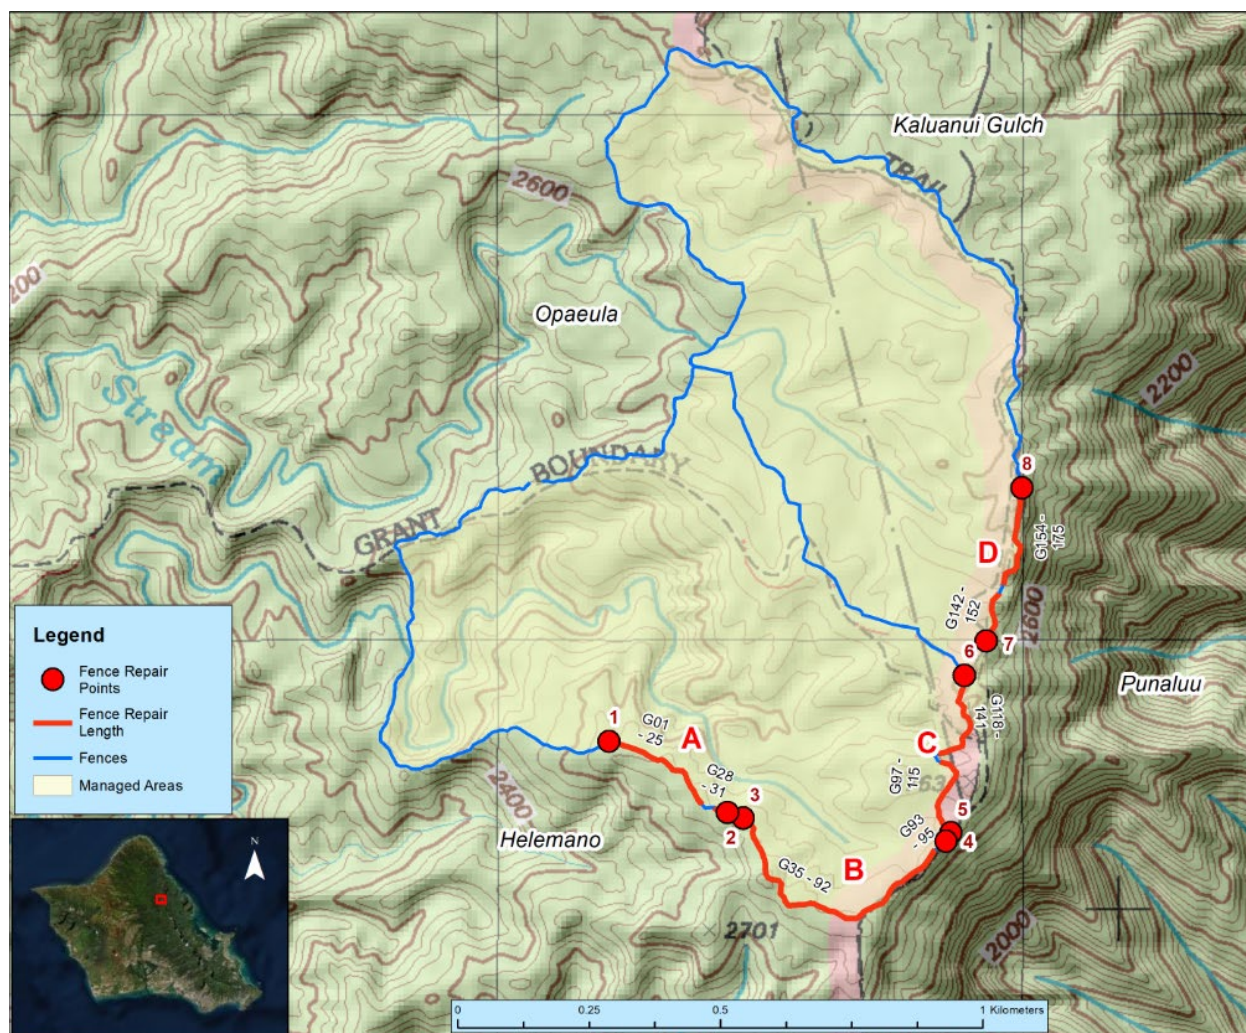 Kaluanui Gulch
TRAIL
2600
200
Opaeula
Stream
2200
BOUNDARY
GRANT
8
G154 -
175
D
G142 -
152
2600
7
6
Punaluu
G118 -
141
1
G01
- 25
A
C
G97 -
115
63
G28
- 31
3
2
2400
Helemano
5
4
G93
- 95
B
G35 - 92
2701
2000
Legend
Fence Repair
Points
Fence Repair
Length
Fences
Managed Areas
N
0
0.25
0.5
1 Kilometers